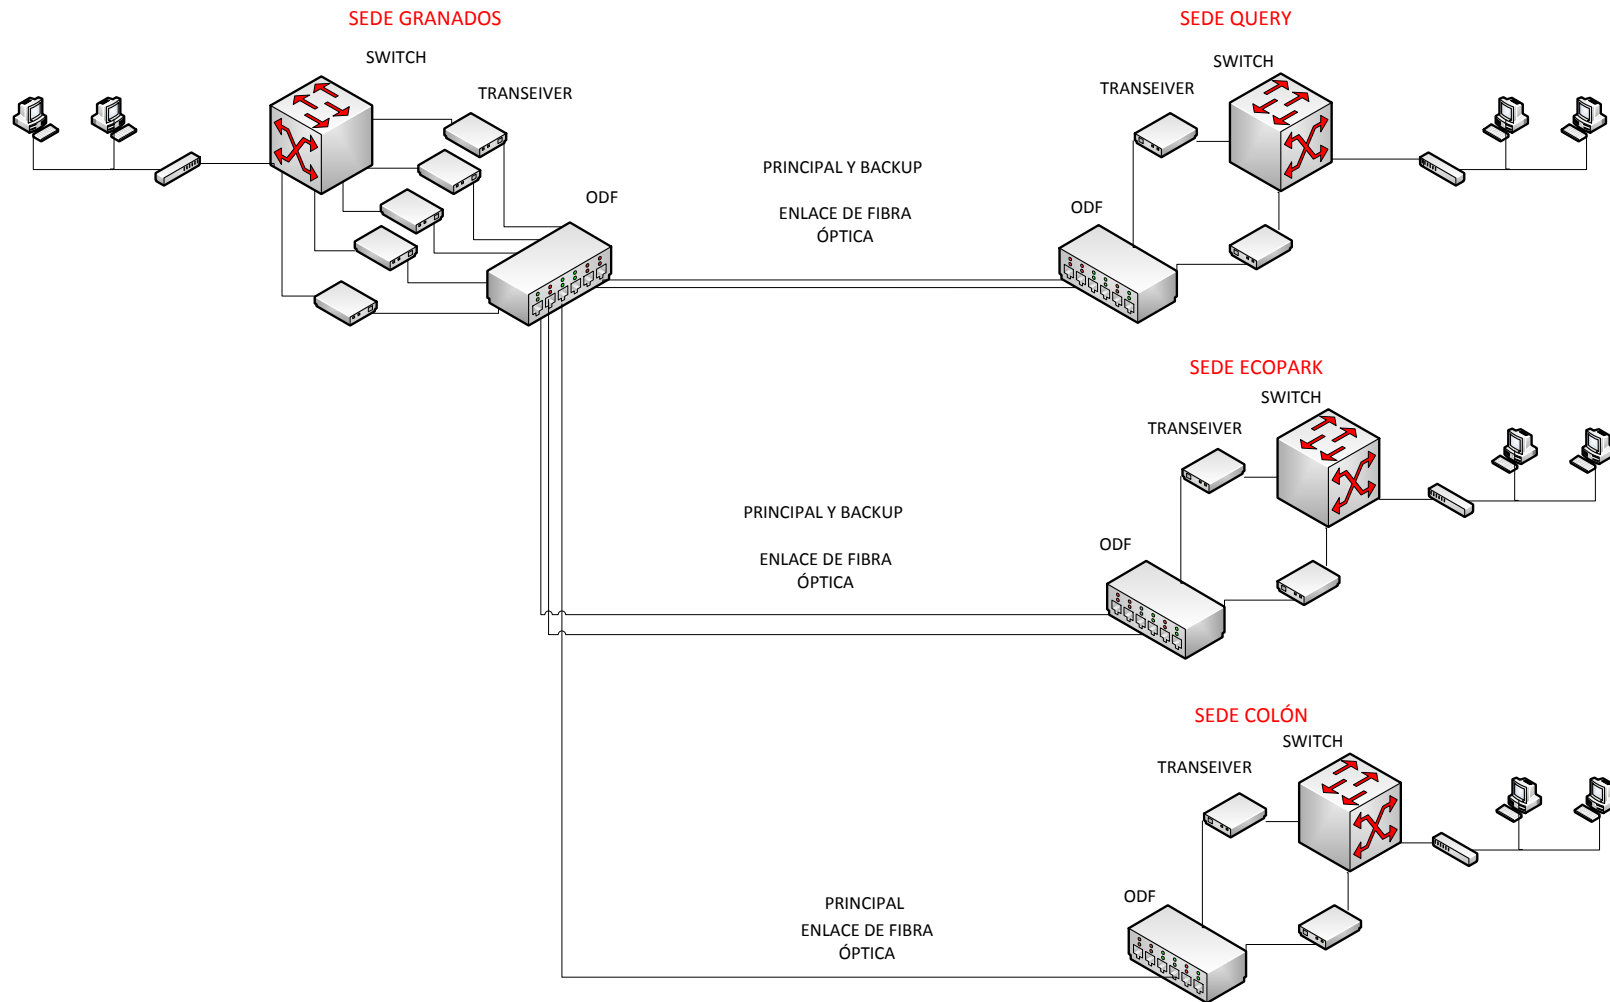 SEDE GRANADOS
SWITCH
TRANSEIVER
ODF
PRINCIPAL Y BACKUP
ENLACE DE FIBRA
ÓPTICA
SEDE QUERY
SWITCH
TRANSEIVER
ODF
SEDE ECOPARK
SWITCH
TRANSEIVER
ODF
PRINCIPAL Y BACKUP
ENLACE DE FIBRA
ÓPTICA
SEDE COLÓN
SWITCH
TRANSEIVER
ODF
PRINCIPAL
ENLACE DE FIBRA
ÓPTICA